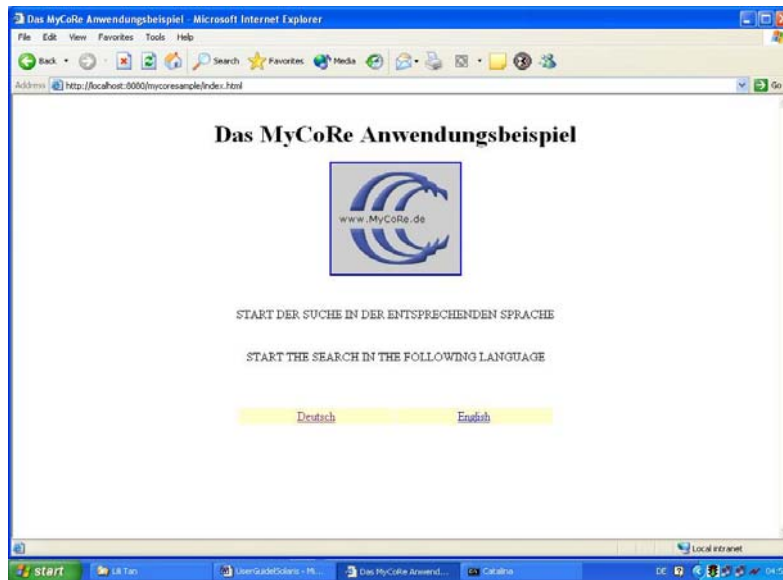 Das MyCoRe Anwendungsbeispiel - Microsoft Internet Explorer
File Edit View Favorites Tools Help
Back Search Favorites Media
Address http://localhost:8080/mycoresample/index.html Go
Das MyCoRe Anwendungsbeispiel
www.MyCoRe.de
START DER SUCHE IN DER ENTSPRECHENDEN SPRACHE
START THE SEARCH IN THE FOLLOWING LANGUAGE
Deutsch English
Local intranet
start Lili Tan UserGuideSolaris - Mi... Das MyCoRe Anwend... Catalina DE